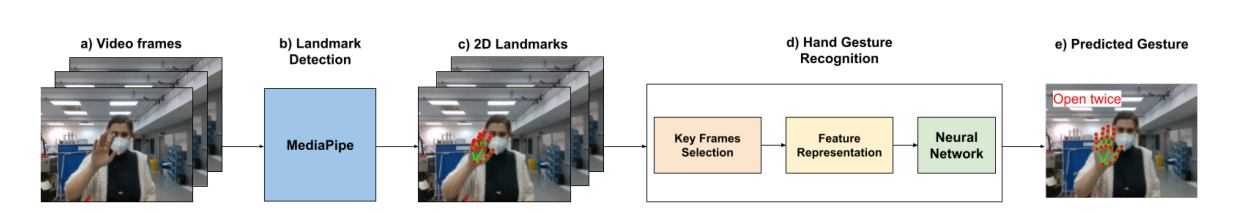 a) Video frames
b) Landmark
Detection
MediaPipe
c) 2D Landmarks
d) Hand Gesture
Recognition
Key Frames
Selection
Feature
Representation
Neural
Network
e) Predicted Gesture
Open twice